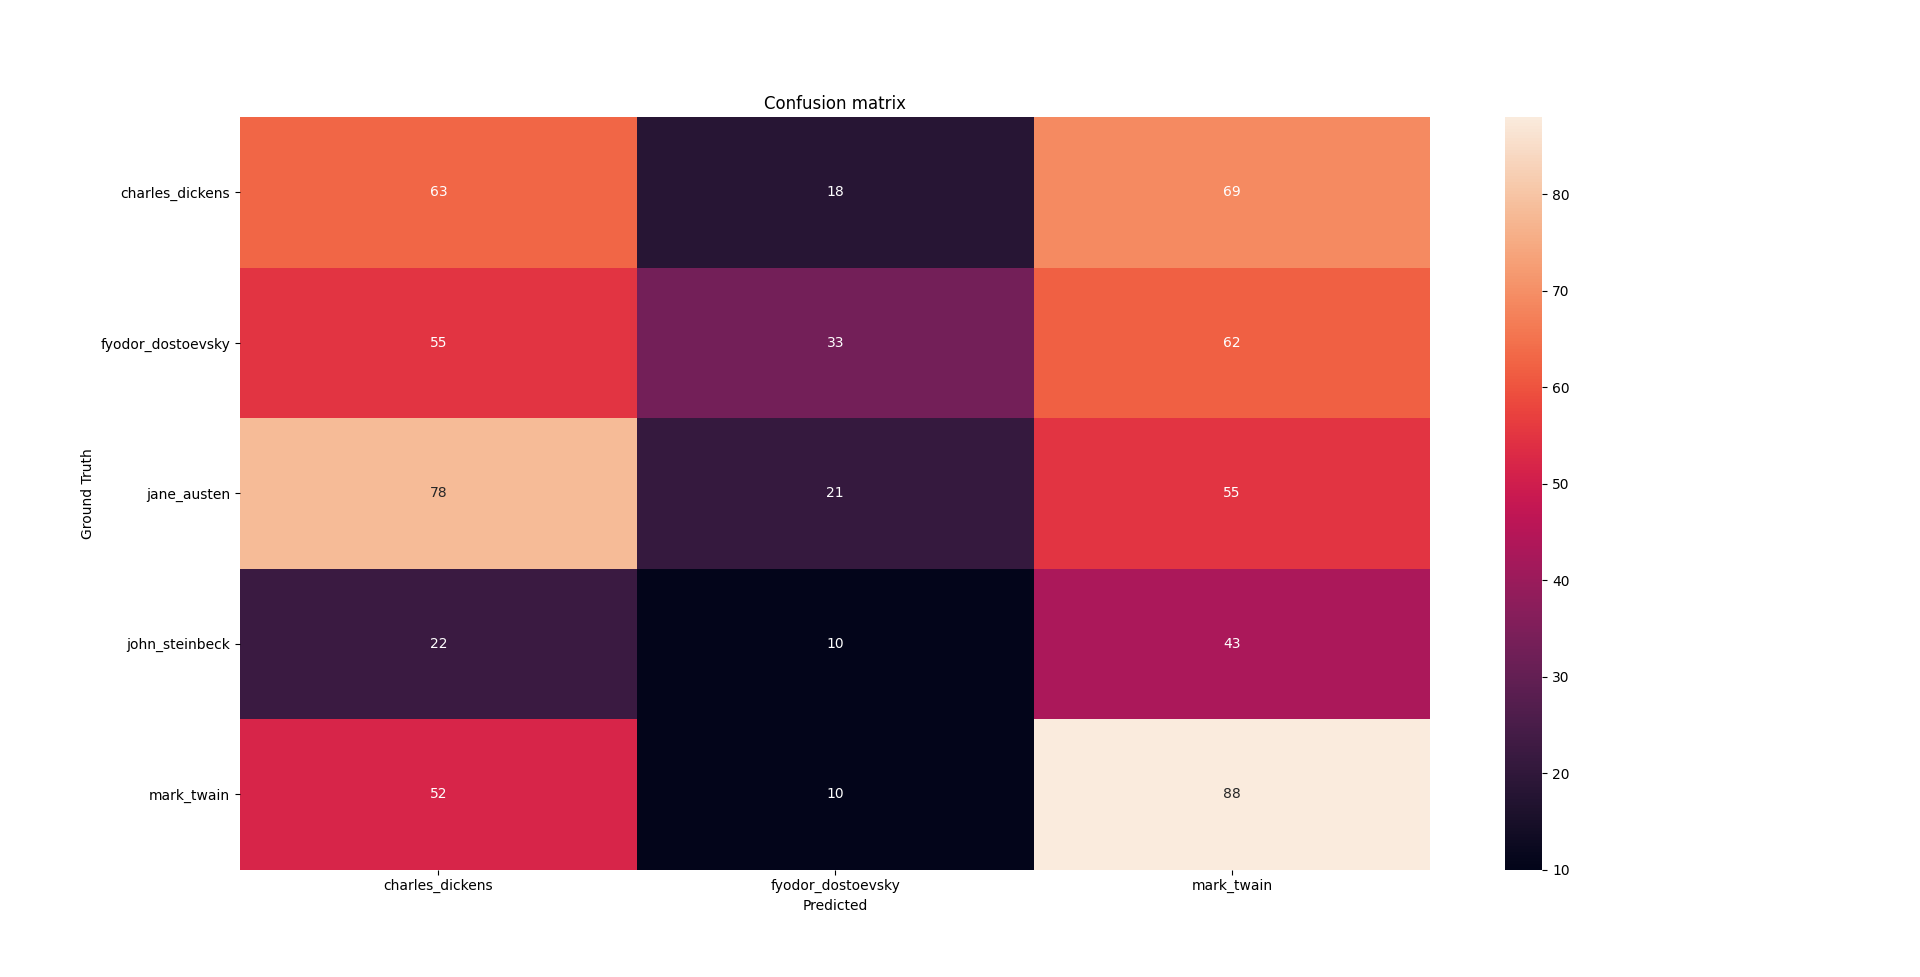 Confusion matrix
charles_dickens 63 18 69
fyodor_dostoevsky 55 33 62
jane_austen 78 21 55
john_steinbeck 22 10 43
mark_twain 52 10 88
Ground Truth
charles_dickens fyodor_dostoevsky mark_twain
Predicted
80
70
60
50
40
30
20
10